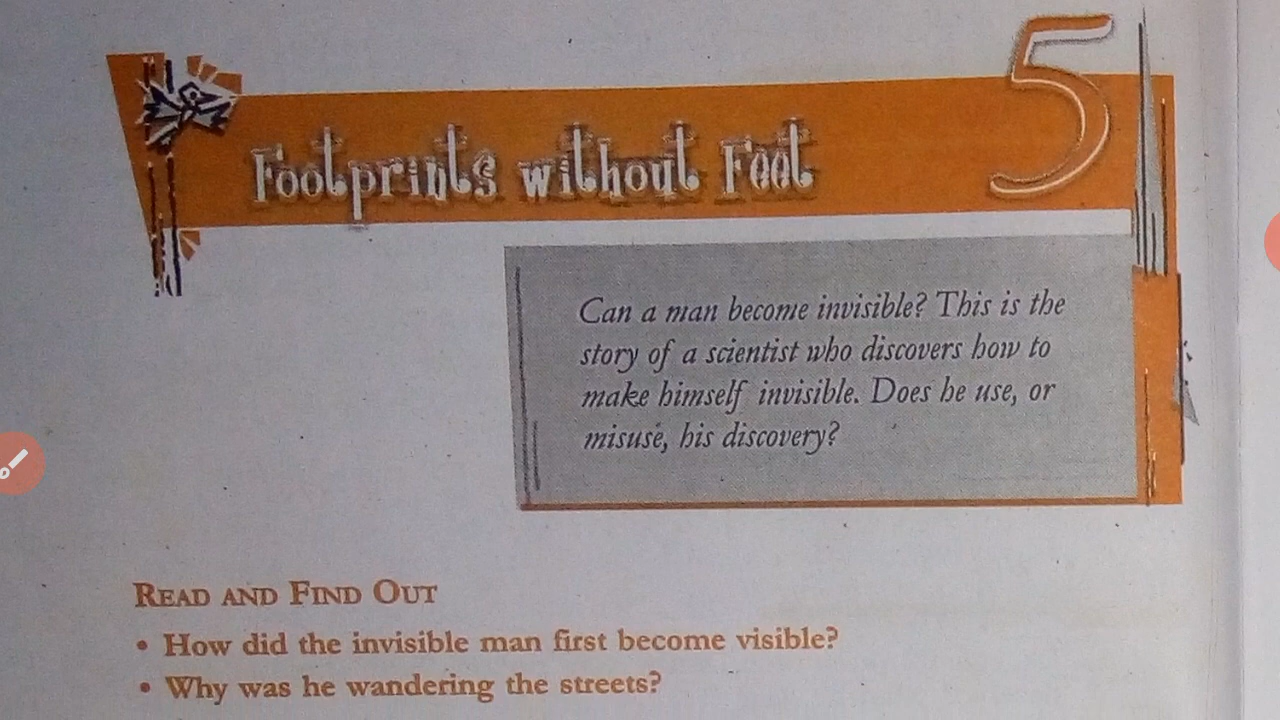 5
Footprints without Feet
Can a man become invisible? This is the
story of a scientist who discovers how to
make himself invisible. Does he use, or
misuse, his discovery?
READ AND FIND OUT
• How did the invisible man first become visible?
• Why was he wandering the streets?